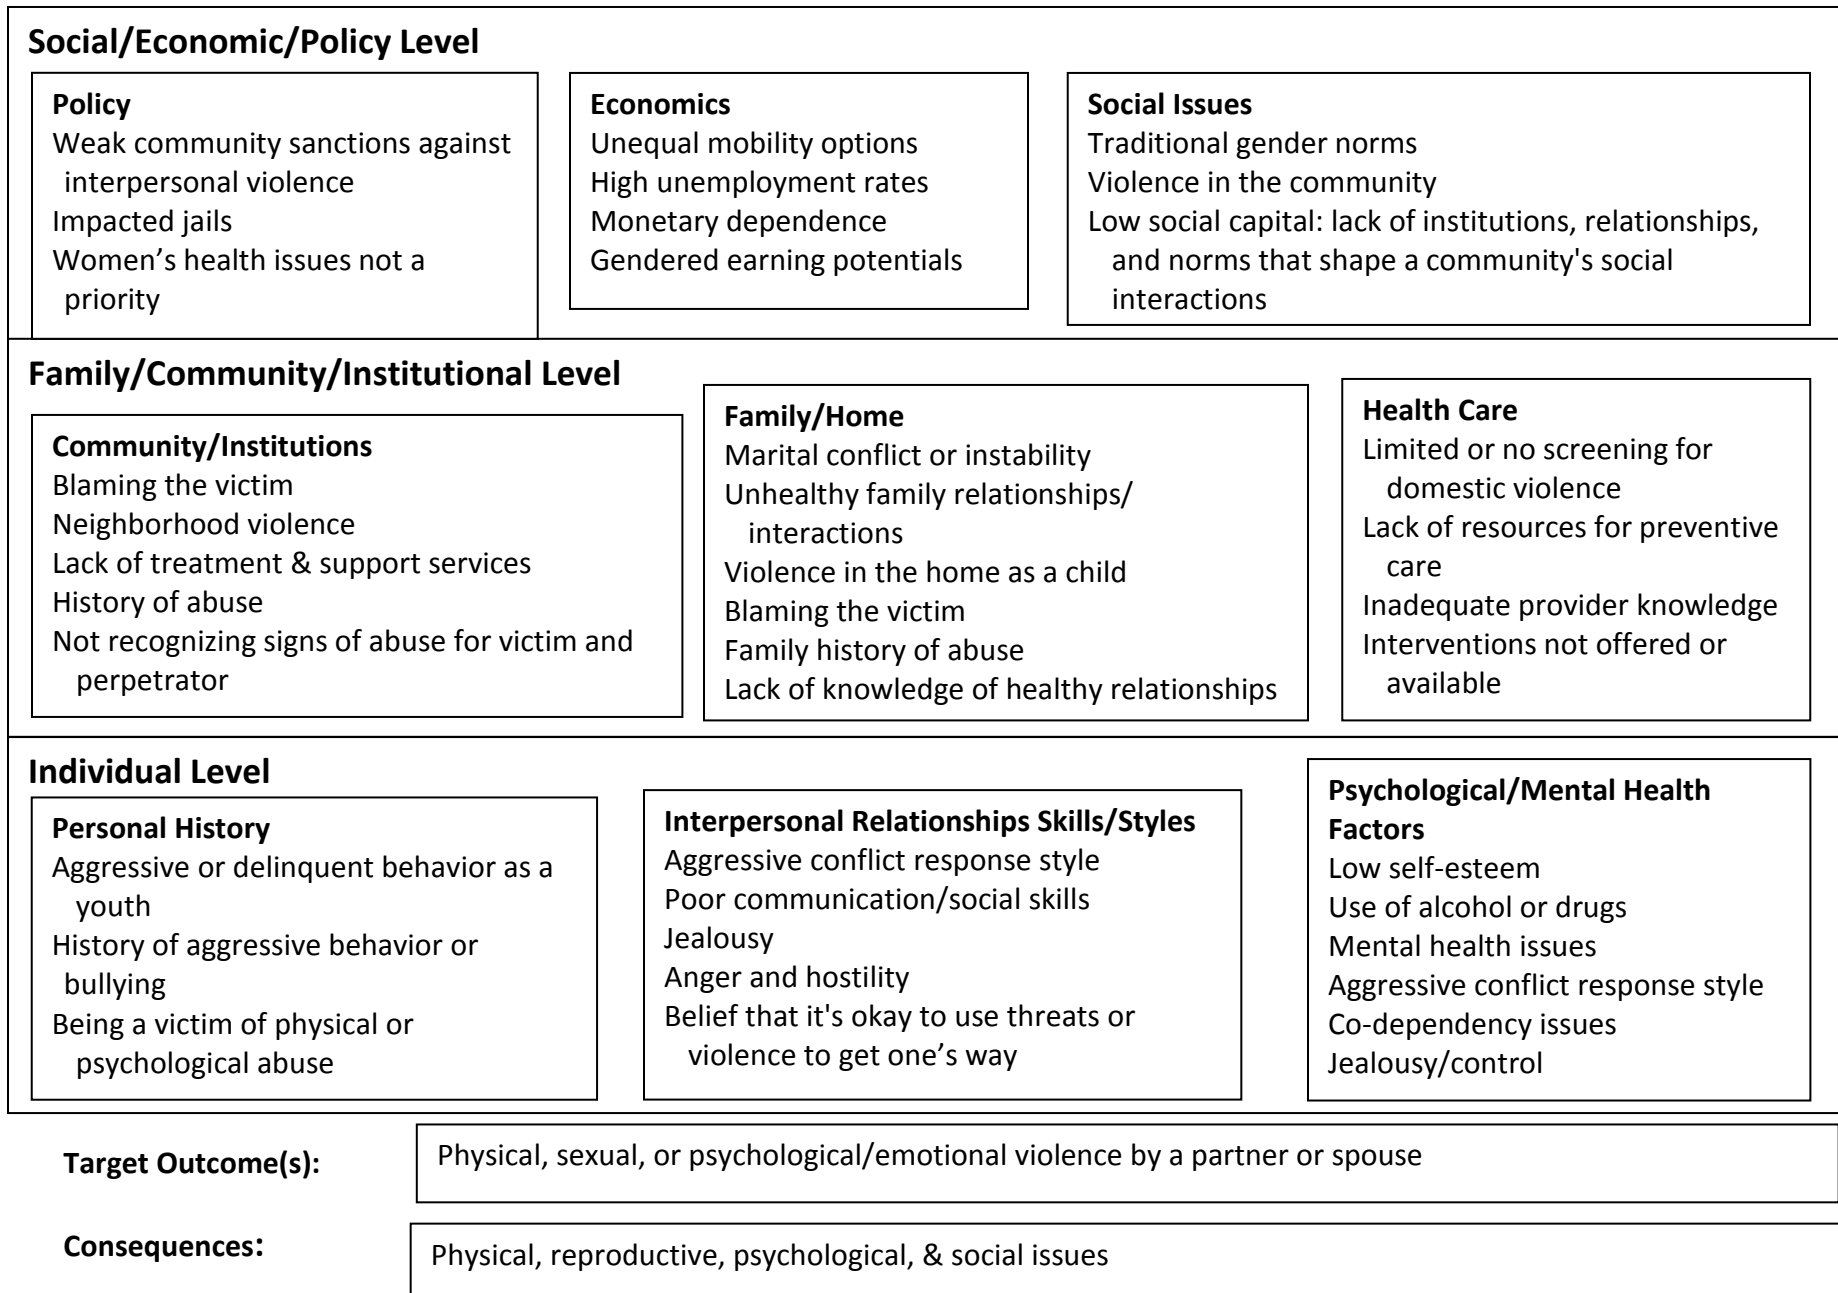 Social/Economic/Policy Level
Policy
Weak community sanctions against
interpersonal violence
Impacted jails
Women’s health issues not a
priority
Economics
Unequal mobility options
High unemployment rates
Monetary dependence
Gendered earning potentials
Social Issues
Traditional gender norms
Violence in the community
Low social capital: lack of institutions, relationships,
and norms that shape a community's social
interactions
Family/Community/Institutional Level
Community/Institutions
Blaming the victim
Neighborhood violence
Lack of treatment & support services
History of abuse
Not recognizing signs of abuse for victim and
perpetrator
Family/Home
Marital conflict or instability
Unhealthy family relationships/
interactions
Violence in the home as a child
Blaming the victim
Family history of abuse
Lack of knowledge of healthy relationships
Health Care
Limited or no screening for
domestic violence
Lack of resources for preventive
care
Inadequate provider knowledge
Interventions not offered or
available
Individual Level
Personal History
Aggressive or delinquent behavior as a
youth
History of aggressive behavior or
bullying
Being a victim of physical or
psychological abuse
Interpersonal Relationships Skills/Styles
Aggressive conflict response style
Poor communication/social skills
Jealousy
Anger and hostility
Belief that it's okay to use threats or
violence to get one’s way
Psychological/Mental Health
Factors
Low self-esteem
Use of alcohol or drugs
Mental health issues
Aggressive conflict response style
Co-dependency issues
Jealousy/control
Target Outcome(s):
Physical, sexual, or psychological/emotional violence by a partner or spouse
Consequences:
Physical, reproductive, psychological, & social issues